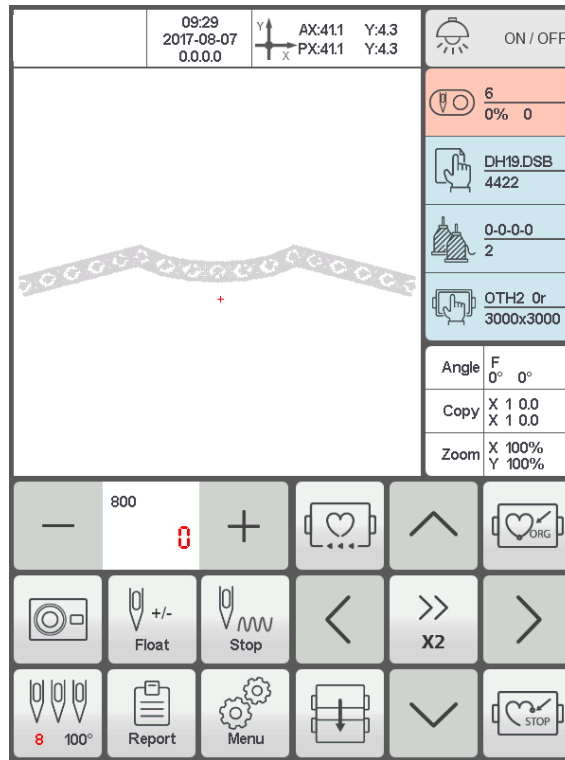 09:29
2017-08-07
0.0.0.0
Y
X
AX:41.1 Y:4.3
PX:41.1 Y:4.3
ON / OFF
6
0% 0
DH19.DSB
4422
0-0-0-0
2
OTH2 0r
3000x3000
Angle F
0° 0°
Copy X 1 0.0
X 1 0.0
Zoom X 100%
Y 100%
800
0
ORG
+/-
Float
Stop
X2
8 100°
Report
Menu
STOP